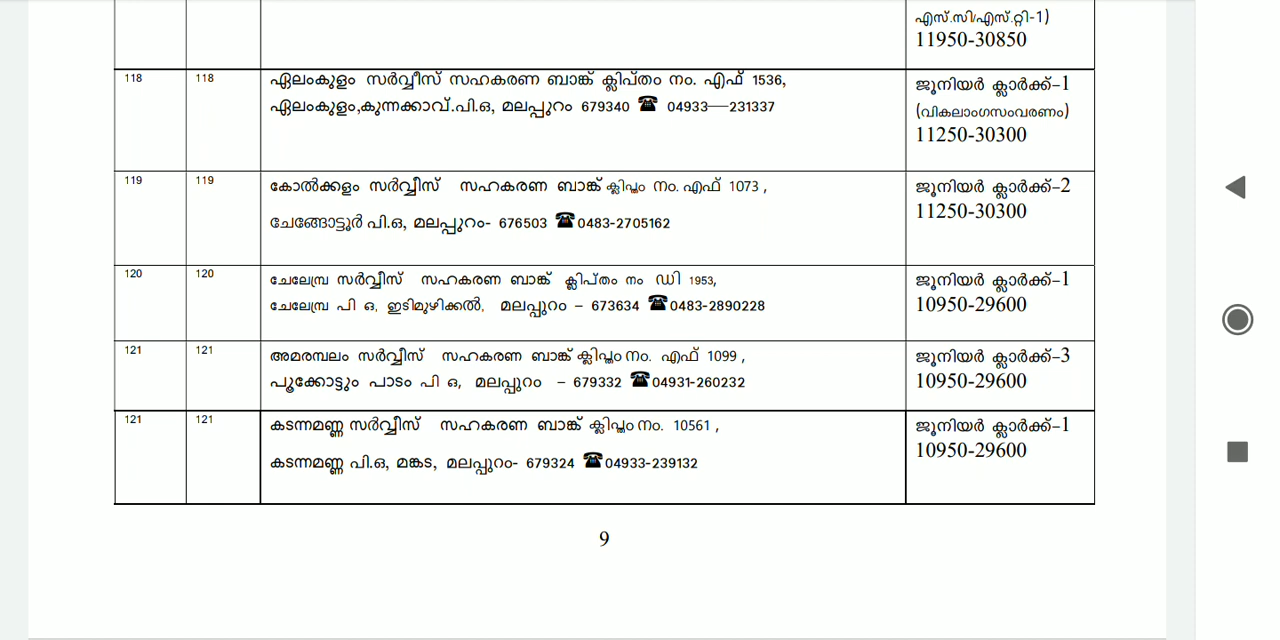 എസ്.സി/എസ്.റ്റി-1)
11950-30850
118 118 ഏലംകുളം സർവ്വീസ് സഹകരണ ബാങ്ക് ക്ലിപ്തം നം. എഫ് 1536, ജൂനിയർ ക്ലാർക്ക്-1
ഏലംകുളം,കുന്നക്കാവ്.പി.ഒ, മലപ്പുറം 679340 ☎ 04933—231337 (വികലാംഗസംവരണം)
11250-30300
119 119 കോൽക്കളം സർവ്വീസ് സഹകരണ ബാങ്ക് ക്ലിപ്തം നം. എഫ് 1073 , ജൂനിയർ ക്ലാർക്ക്-2
ചേങ്ങോട്ടൂർ പി.ഒ, മലപ്പുറം- 676503 ☎0483-2705162 11250-30300
120 120 ചേലേമ്പ്ര സർവ്വീസ് സഹകരണ ബാങ്ക് ക്ലിപ്തം നം ഡി 1953, ജൂനിയർ ക്ലാർക്ക്-1
ചേലേമ്പ്ര പി ഒ, ഇടിമുഴിക്കൽ, മലപ്പുറം – 673634 ☎0483-2890228 10950-29600
121 121 അമരമ്പലം സർവ്വീസ് സഹകരണ ബാങ്ക് ക്ലിപ്തം നം. എഫ് 1099 , ജൂനിയർ ക്ലാർക്ക്-3
പൂക്കോട്ടും പാടം പി ഒ, മലപ്പുറം – 679332 ☎04931-260232 10950-29600
121 121 കടന്നമണ്ണ സർവ്വീസ് സഹകരണ ബാങ്ക് ക്ലിപ്തം നം. 10561 , ജൂനിയർ ക്ലാർക്ക്-1
കടന്നമണ്ണ പി.ഒ, മങ്കട, മലപ്പുറം- 679324 ☎04933-239132 10950-29600
9